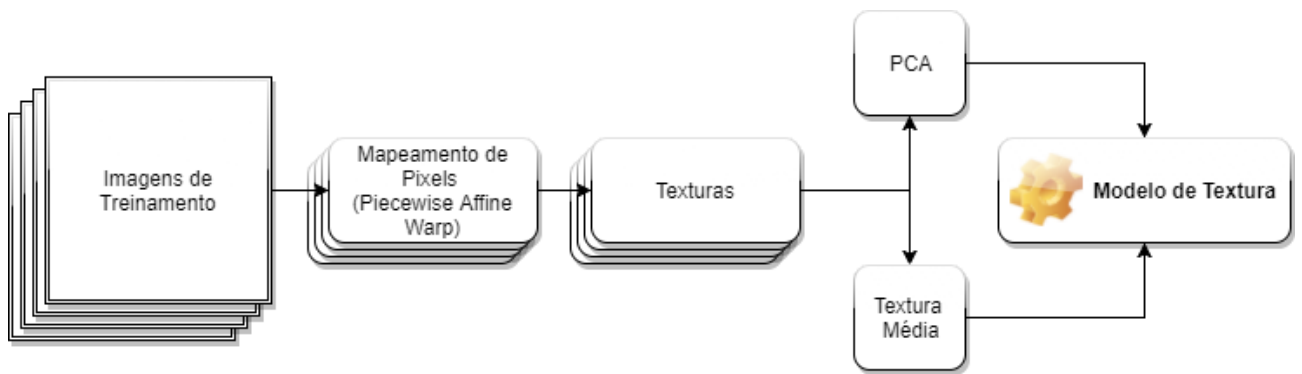 Imagens de
Treinamento
Mapeamento de
Pixels
(Piecewise Affine
Warp)
Texturas
PCA
Textura
Média
Modelo de Textura